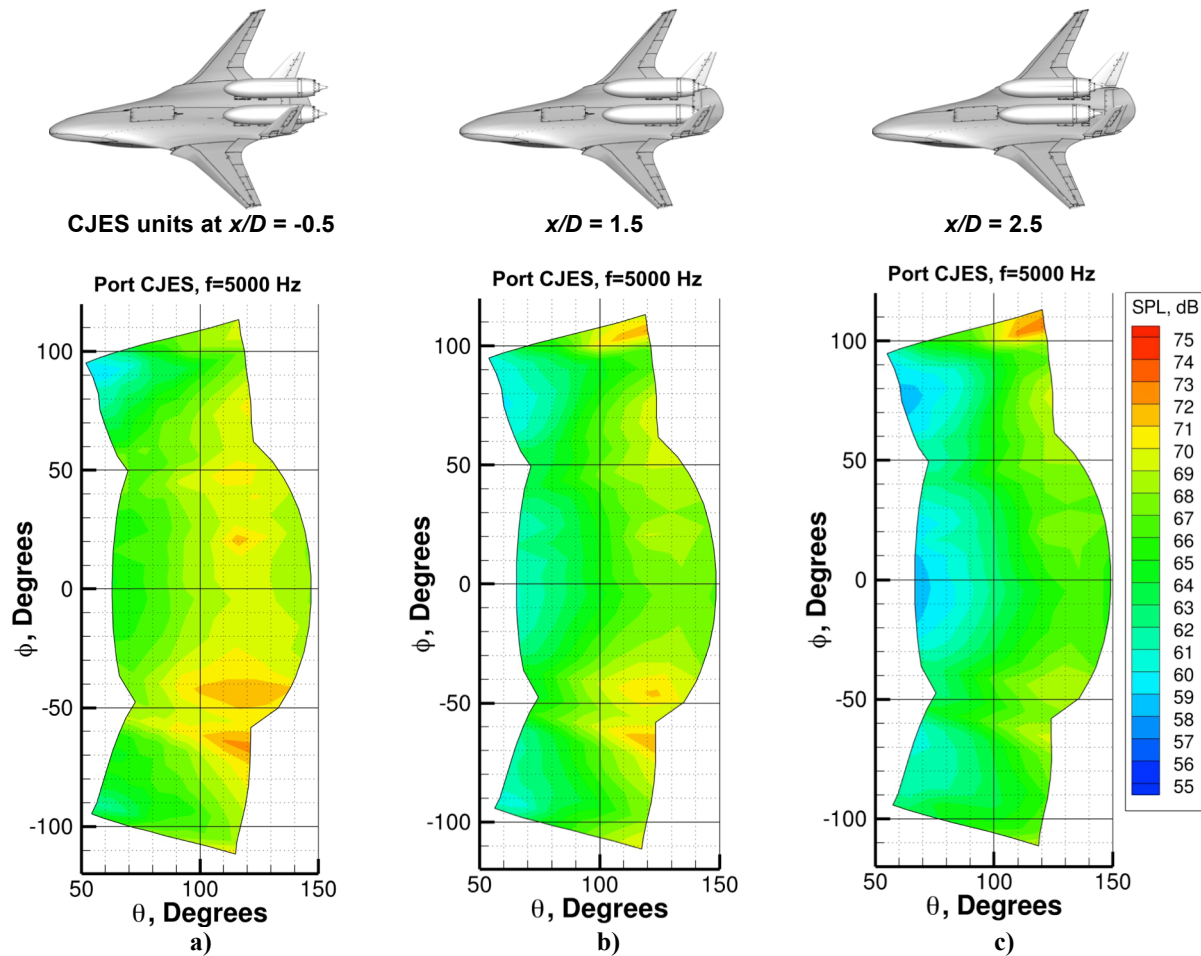 CJES units at x/D = -0.5
x/D = 1.5
x/D = 2.5
Port CJES, f=5000 Hz
100
50
0
-50
-100
ϕ, Degrees
50
100
150
θ, Degrees
a)
Port CJES, f=5000 Hz
100
50
0
-50
-100
ϕ, Degrees
50
100
150
θ, Degrees
b)
Port CJES, f=5000 Hz
100
50
0
-50
-100
ϕ, Degrees
50
100
150
θ, Degrees
c)
SPL, dB
75
74
73
72
71
70
69
68
67
66
65
64
63
62
61
60
59
58
57
56
55